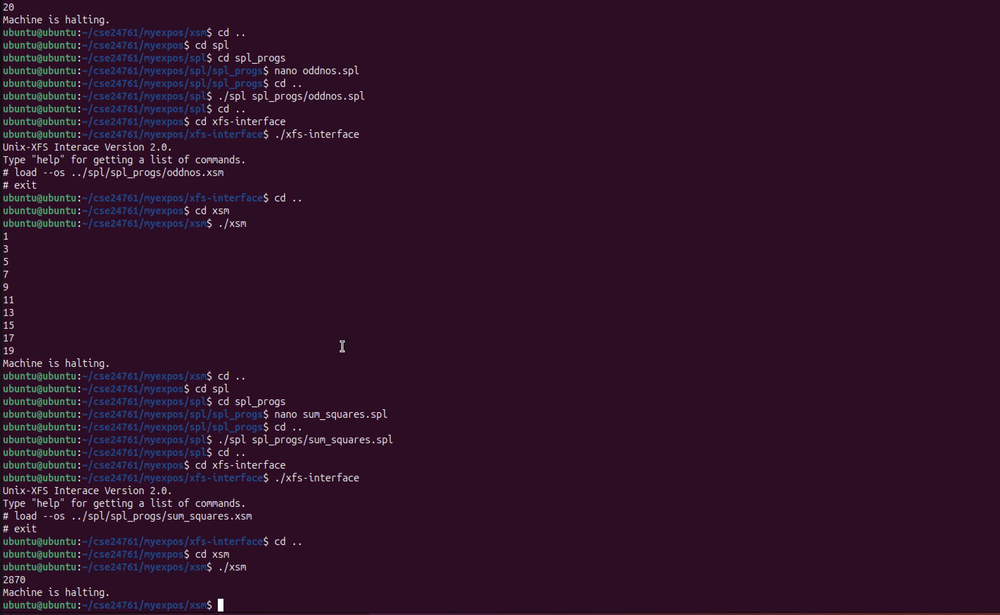 20
Machine is halting.
ubuntu@ubuntu:~/cse24761/myexpos/xsm$ cd ..
ubuntu@ubuntu:~/cse24761/myexpos$ cd spl
ubuntu@ubuntu:~/cse24761/myexpos/spl$ cd spl_progs
ubuntu@ubuntu:~/cse24761/myexpos/spl/spl_progs$ nano oddnos.spl
ubuntu@ubuntu:~/cse24761/myexpos/spl/spl_progs$ cd ..
ubuntu@ubuntu:~/cse24761/myexpos/spl$ ./spl spl_progs/oddnos.spl
ubuntu@ubuntu:~/cse24761/myexpos/spl$ cd ..
ubuntu@ubuntu:~/cse24761/myexpos$ cd xfs-interface
ubuntu@ubuntu:~/cse24761/myexpos/xfs-interface$ ./xfs-interface
Unix-XFS Interace Version 2.0.
Type "help" for getting a list of commands.
# load --os ../spl/spl_progs/oddnos.xsm
# exit
ubuntu@ubuntu:~/cse24761/myexpos/xfs-interface$ cd ..
ubuntu@ubuntu:~/cse24761/myexpos$ cd xsm
ubuntu@ubuntu:~/cse24761/myexpos/xsm$ ./xsm
1
3
5
7
9
11
13
15
17
19
Machine is halting.
ubuntu@ubuntu:~/cse24761/myexpos/xsm$ cd ..
ubuntu@ubuntu:~/cse24761/myexpos$ cd spl
ubuntu@ubuntu:~/cse24761/myexpos/spl$ cd spl_progs
ubuntu@ubuntu:~/cse24761/myexpos/spl/spl_progs$ nano sum_squares.spl
ubuntu@ubuntu:~/cse24761/myexpos/spl/spl_progs$ cd ..
ubuntu@ubuntu:~/cse24761/myexpos/spl$ ./spl spl_progs/sum_squares.spl
ubuntu@ubuntu:~/cse24761/myexpos/spl$ cd ..
ubuntu@ubuntu:~/cse24761/myexpos$ cd xfs-interface
ubuntu@ubuntu:~/cse24761/myexpos/xfs-interface$ ./xfs-interface
Unix-XFS Interace Version 2.0.
Type "help" for getting a list of commands.
# load --os ../spl/spl_progs/sum_squares.xsm
# exit
ubuntu@ubuntu:~/cse24761/myexpos/xfs-interface$ cd ..
ubuntu@ubuntu:~/cse24761/myexpos$ cd xsm
ubuntu@ubuntu:~/cse24761/myexpos/xsm$ ./xsm
2870
Machine is halting.
ubuntu@ubuntu:~/cse24761/myexpos/xsm$